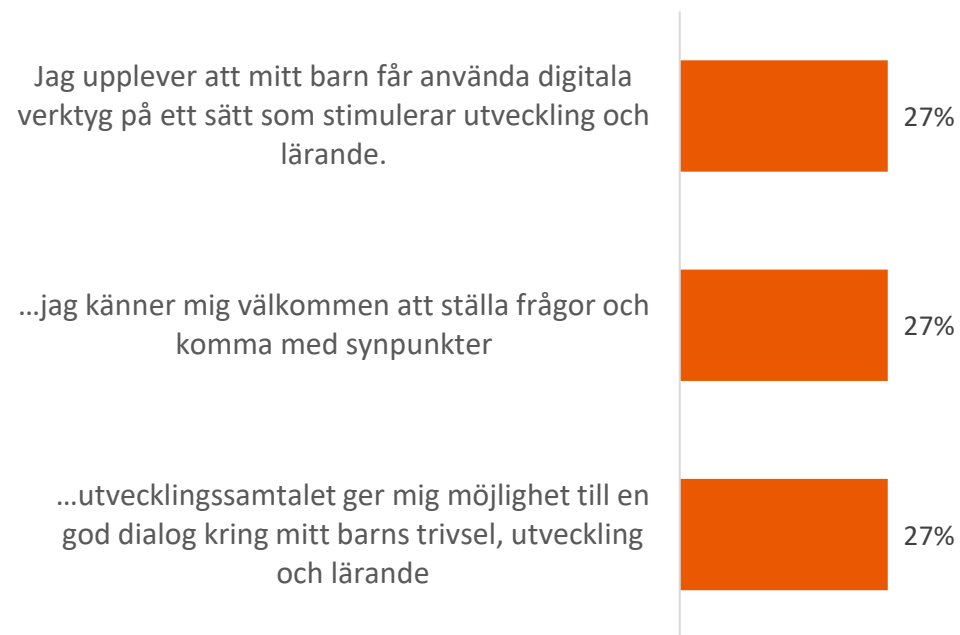 Jag upplever att mitt barn får använda digitala
verktyg på ett sätt som stimulerar utveckling och
lärande.
27%
...jag känner mig välkommen att ställa frågor och
komma med synpunkter
27%
...utvecklingssamtalet ger mig möjlighet till en
god dialog kring mitt barns trivsel, utveckling
och lärande
27%